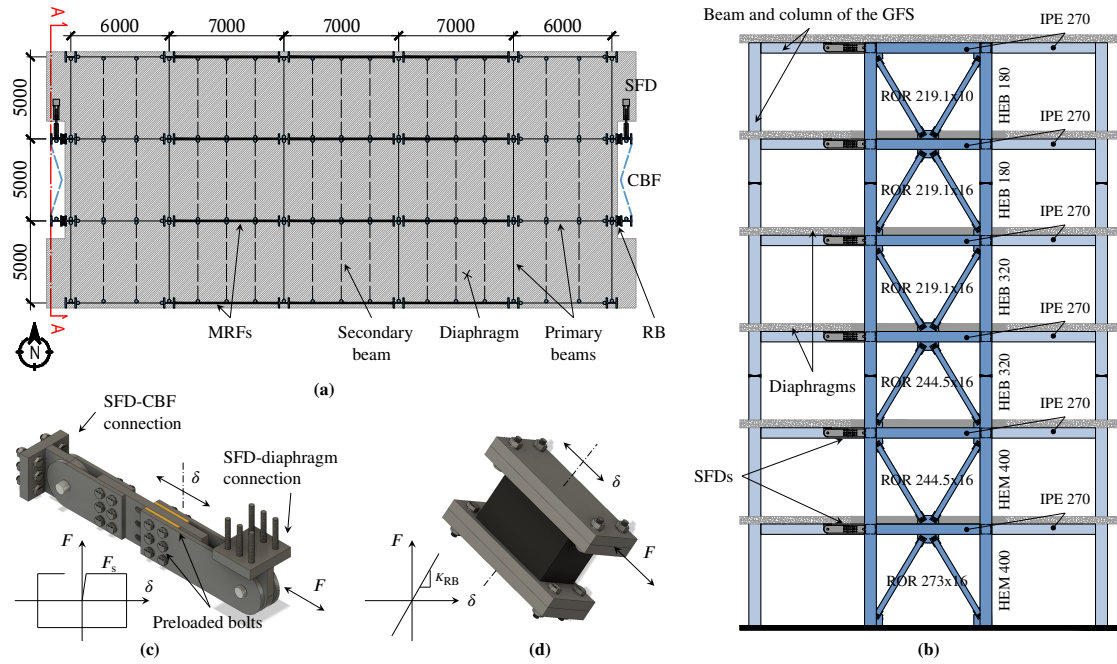 A
6000
7000
7000
7000
6000
5000
5000
5000
SFD
CBF
A
N
MRFs
Secondary
beam
Diaphragm
Primary
beams
RB
(a)
Beam and column of the GFS
IPE 270
ROR 219.1x10
HEB 180
IPE 270
ROR 219.1x16
HEB 180
IPE 270
ROR 219.1x16
HEB 320
IPE 270
Diaphragms
ROR 244.5x16
HEB 320
IPE 270
SFDs
ROR 244.5x16
HEM 400
IPE 270
ROR 273x16
HEM 400
(b)
SFD-CBF
connection
SFD-diaphragm
connection
δ
F
Fs
δ
F
Preloaded bolts
(c)
δ
F
F
KRB
δ
(d)